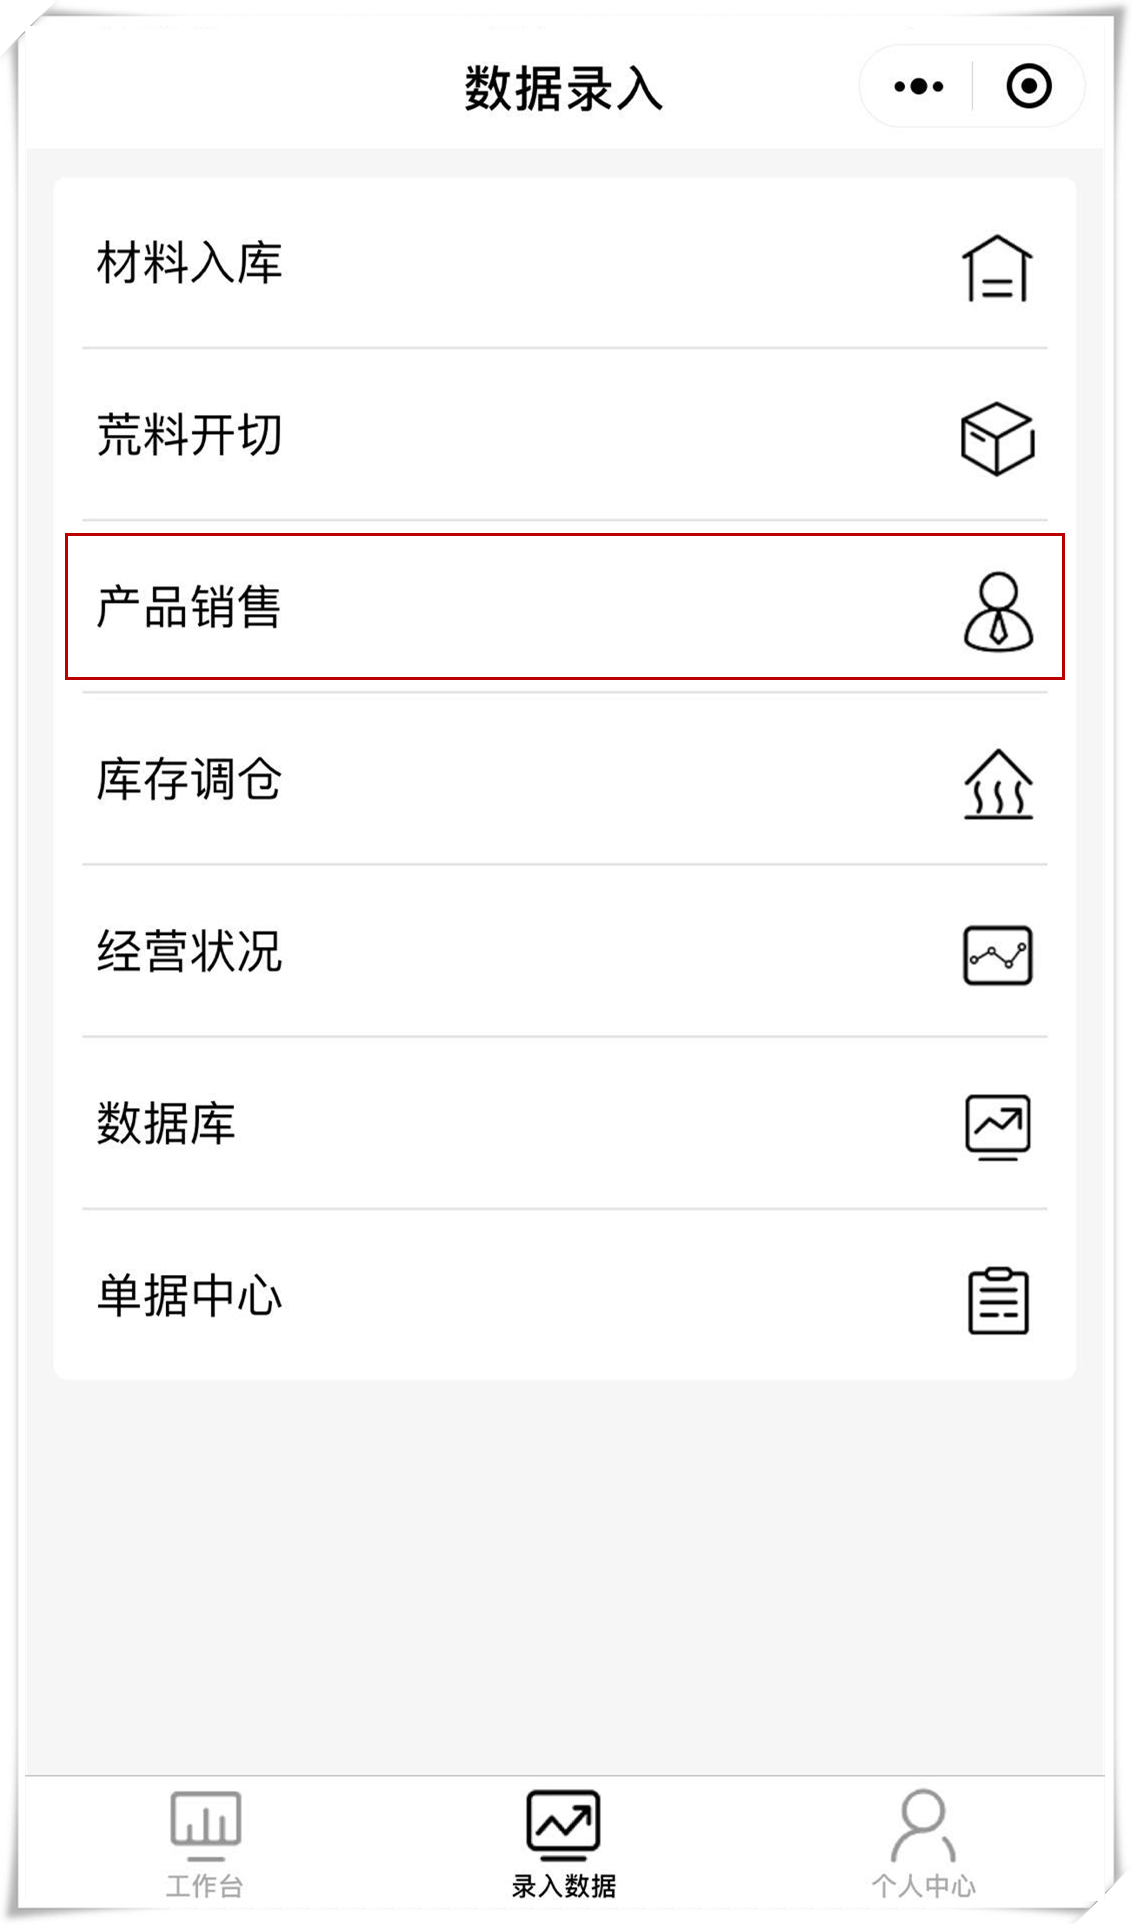 数据录入
材料入库
荒料开切
产品销售
库存调仓
经营状况
数据库
单据中心
工作台
录入数据
个人中心